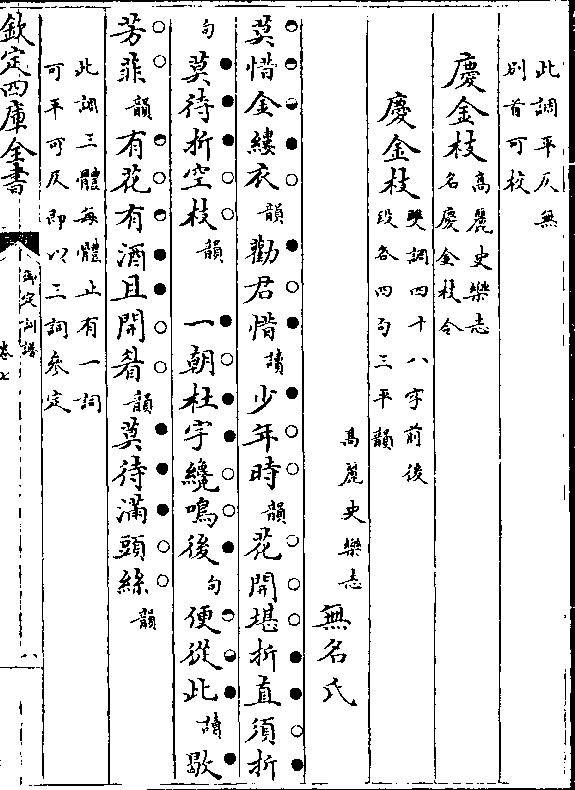 此調平仄無
別首可校
慶金枝高麗史樂志
名慶金枝令
慶金枝雙調四十八字前後
段各四句三平韻
高麗史樂志無名氏
莫惜金縷衣韻勸君惜讀少年時韻花開堪折直須折
句莫待折空枝韻 一朝杜宇纔鳴後句便從此讀歇
芳菲韻有花有酒且開眉韻莫待滿頭絲韻
此調三體每體止有一詞
可平可仄即以三詞參定
欽定四庫全書
御定詞譜
卷七
八